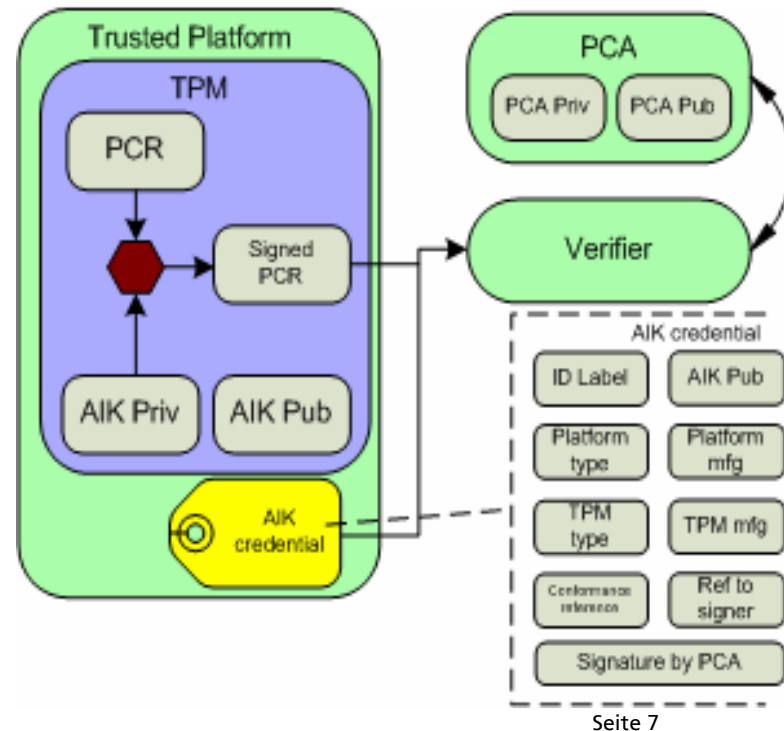 Trusted Platform
TPM
PCR
Signed
PCR
AIK Priv
AIK Pub
AIK
credential
PCA
PCA Priv
PCA Pub
Verifier
AIK credential
ID Label
AIK Pub
Platform
type
Platform
mfg
TPM
type
TPM mfg
Conformance
reference
Ref to
signer
Signature by PCA
Seite 7